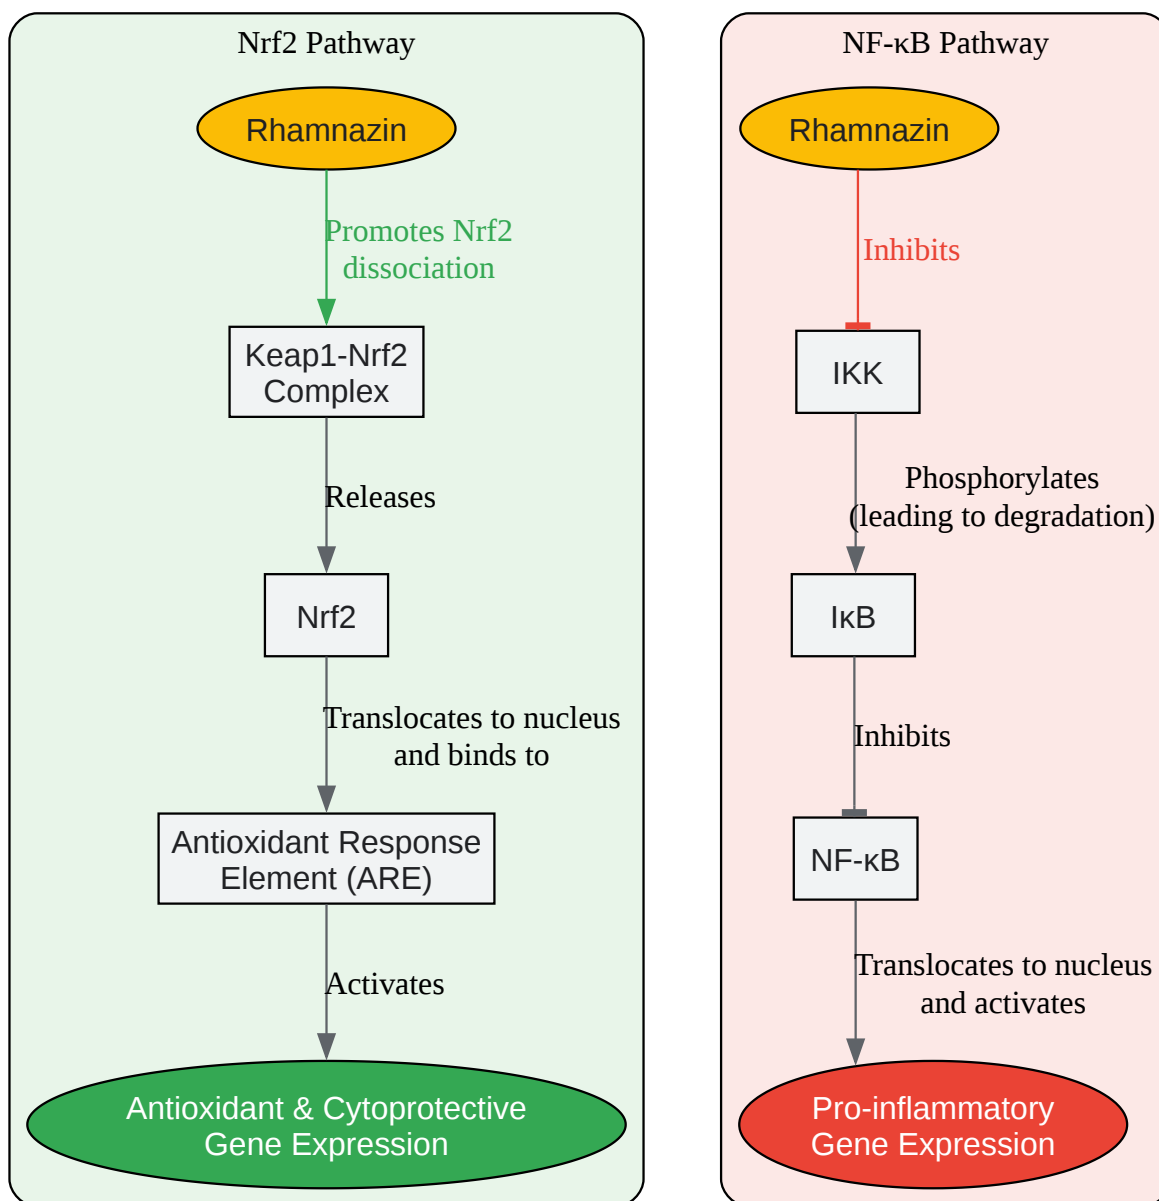 Nrf2 Pathway
Rhamnazin
Promotes Nrf2
dissociation
Keap1-Nrf2
Complex
Releases
Nrf2
Translocates to nucleus
and binds to
Antioxidant Response
Element (ARE)
Activates
Antioxidant & Cytoprotective
Gene Expression
NF-κB Pathway
Rhamnazin
Inhibits
IKK
Phosphorylates
(leading to degradation)
IκB
Inhibits
NF-κB
Translocates to nucleus
and activates
Pro-inflammatory
Gene Expression